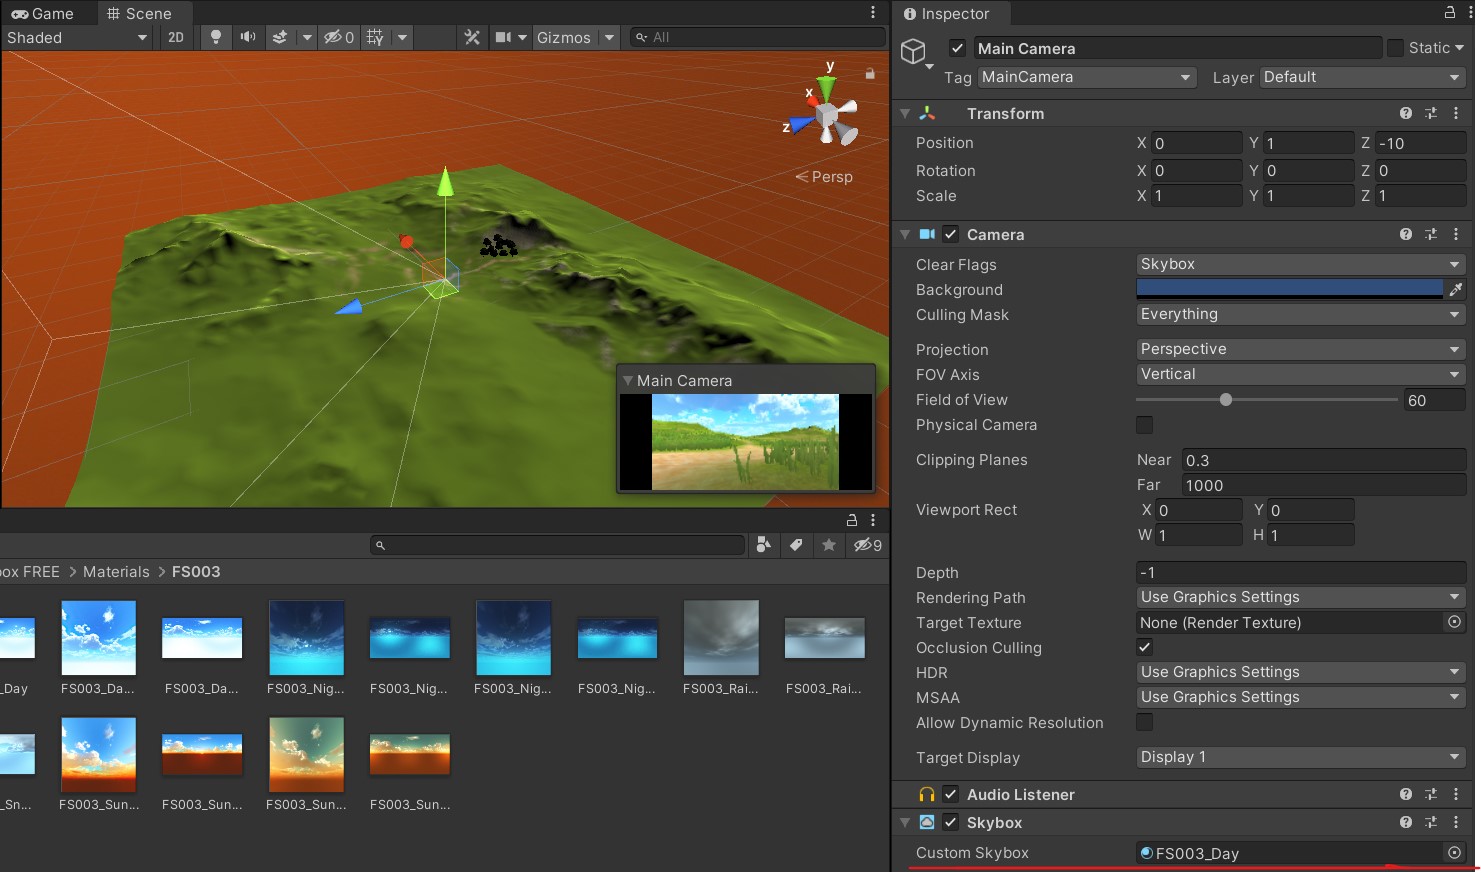 Game
Scene
Shaded
2D
0
Gizmos
All
y
x
z
Persp
Main Camera
9
ox FREE > Materials > FS003
_Day
FS003_Da...
FS003_Da...
FS003_Nig...
FS003_Nig...
FS003_Nig...
FS003_Nig...
FS003_Rai...
FS003_Rai...
_Sn...
FS003_Sun...
FS003_Sun...
FS003_Sun...
FS003_Sun...
Inspector
Main Camera
Static
Tag MainCamera Layer Default
Transform
Position X 0 Y 1 Z -10
Rotation X 0 Y 0 Z 0
Scale X 1 Y 1 Z 1
Camera
Clear Flags Skybox
Background
Culling Mask Everything
Projection Perspective
FOV Axis Vertical
Field of View 60
Physical Camera
Clipping Planes Near 0.3
Far 1000
Viewport Rect X 0 Y 0
W 1 H 1
Depth -1
Rendering Path Use Graphics Settings
Target Texture None (Render Texture)
Occlusion Culling
HDR Use Graphics Settings
MSAA Use Graphics Settings
Allow Dynamic Resolution
Target Display Display 1
Audio Listener
Skybox
Custom Skybox FS003_Day